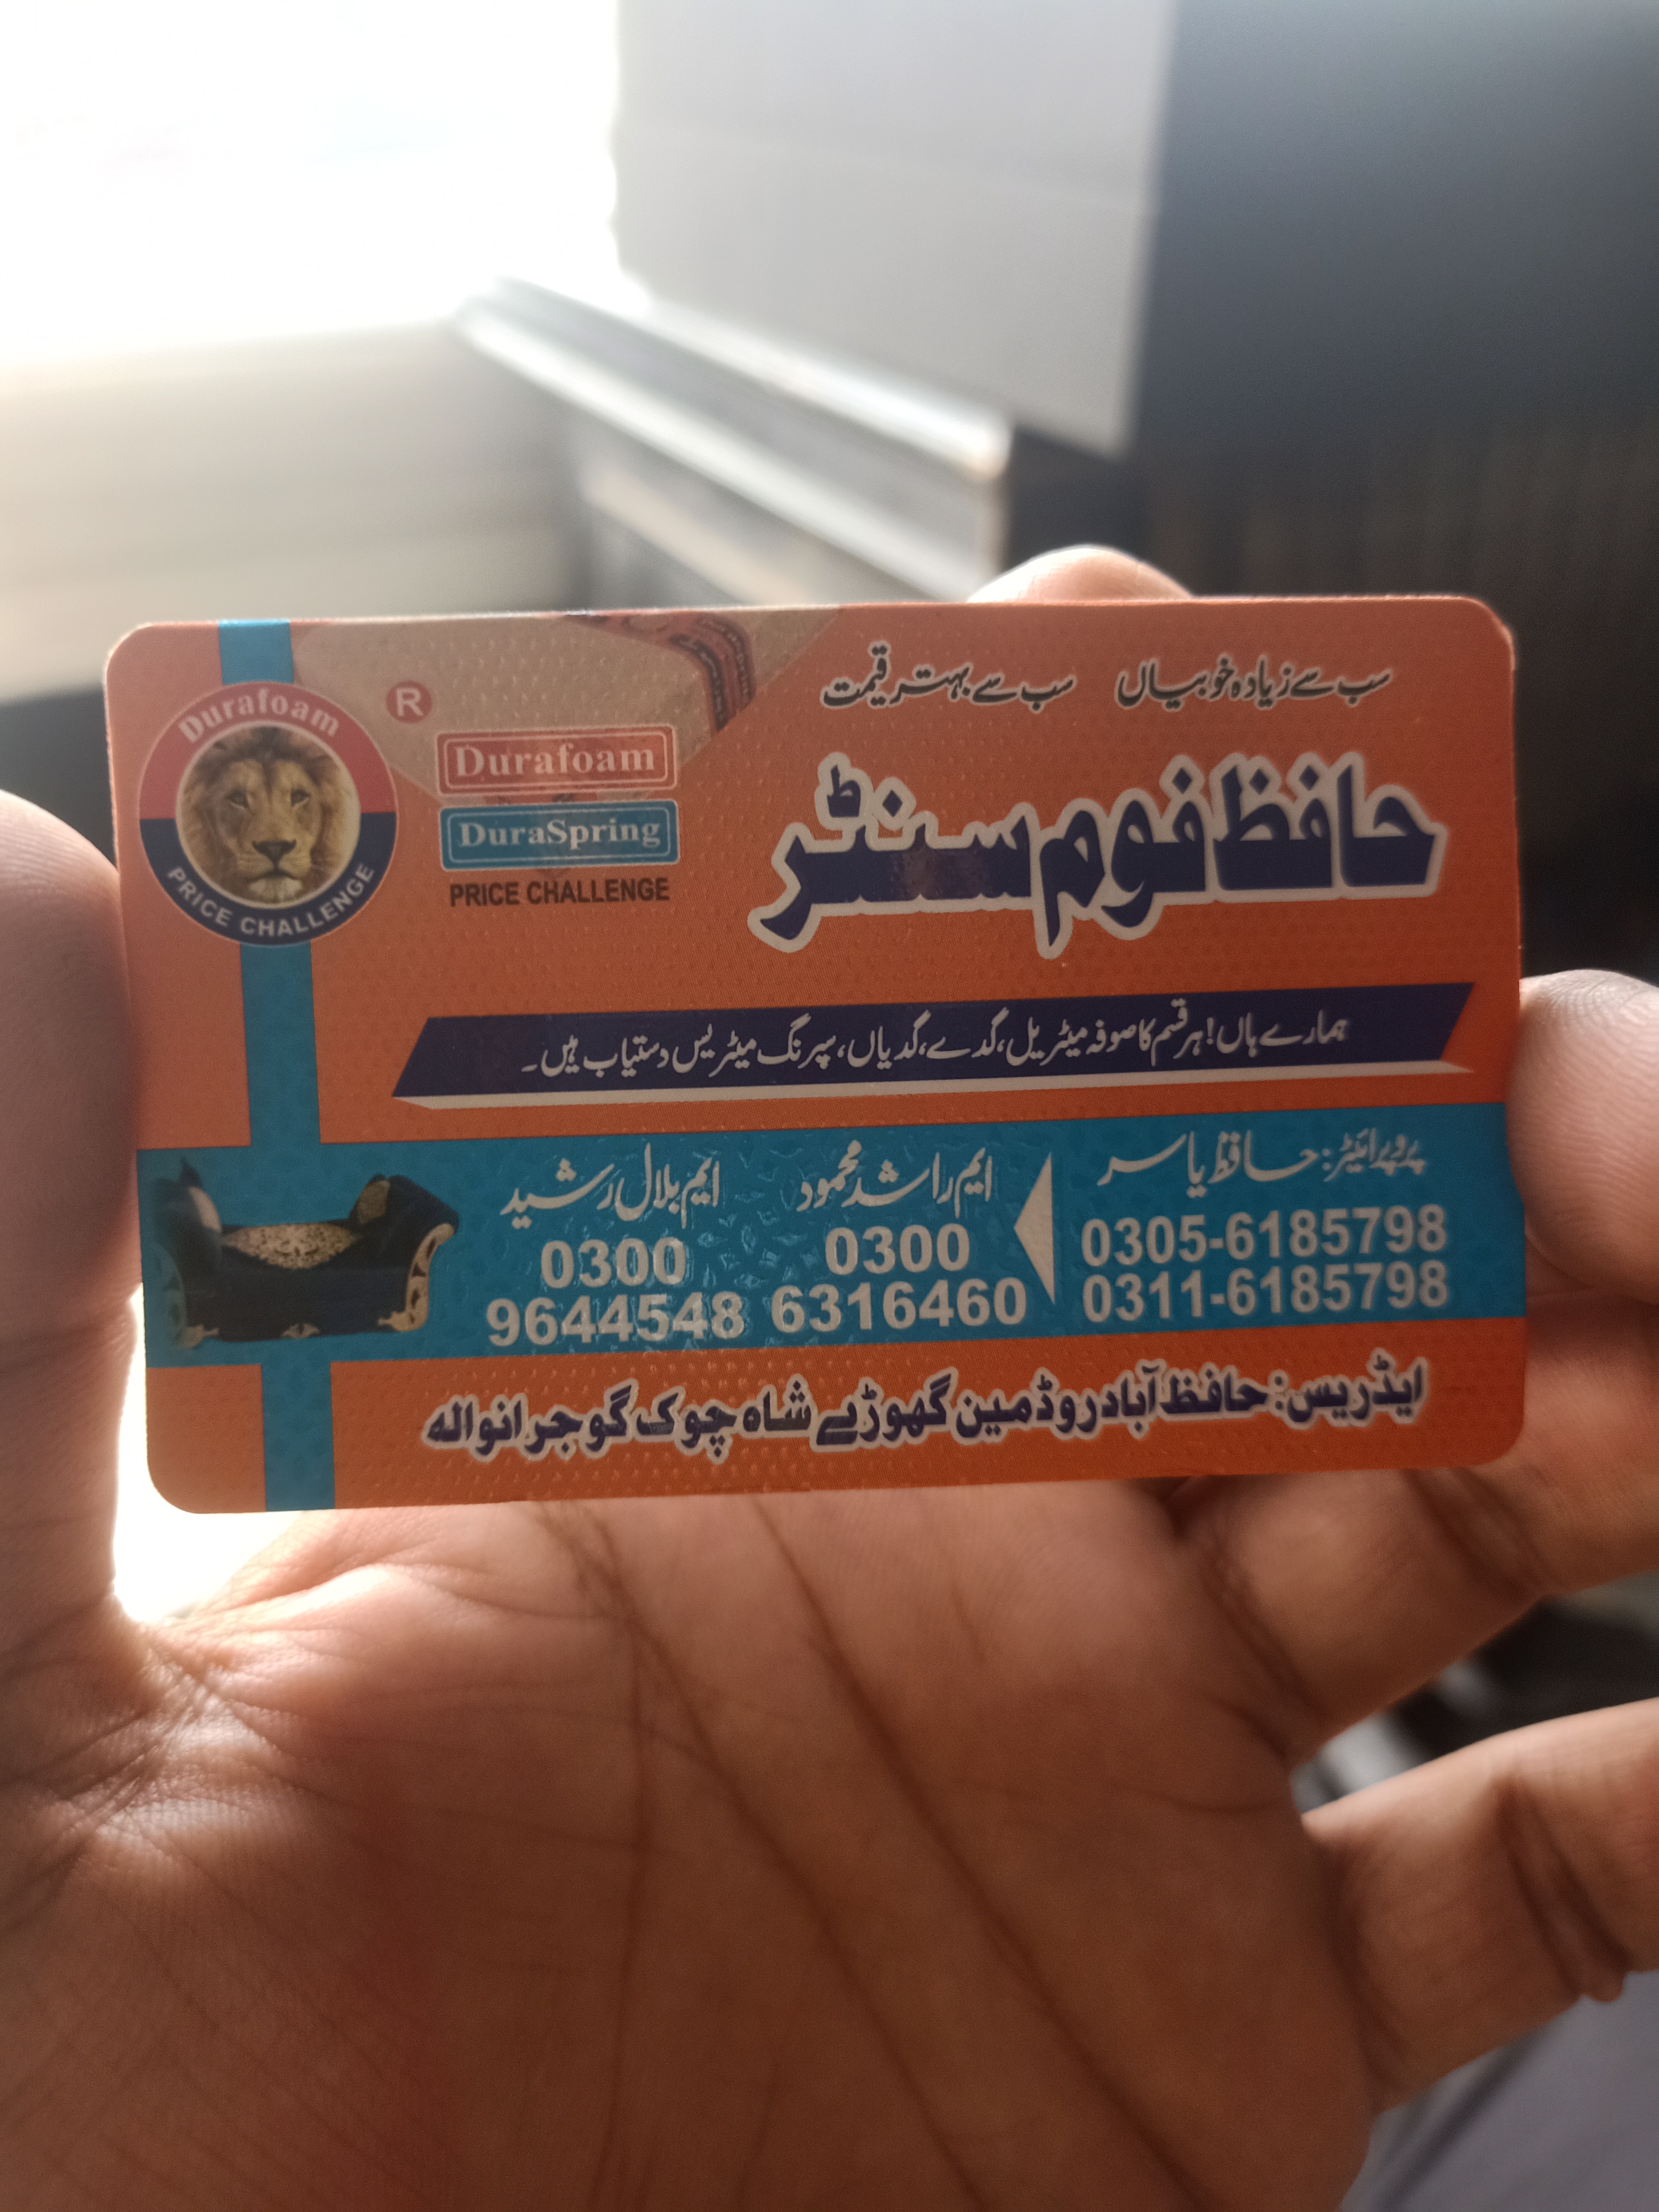 سب سے زیادہ خوبیاں سب سے بہتر قیمت
Durafoam
PRICE CHALLENGE
®
Durafoam
DuraSpring
PRICE CHALLENGE
حافظ فوم سنٹر
ہمارے ہاں! ہر قسم کا صوفہ میٹریل، گدے، گدیاں، سپرنگ میٹریس دستیاب ہیں۔
پروپرائیٹر: حافظ یاسر
0305-6185798
0311-6185798
ایم راشد محمود
0300
6316460
ایم بلال رشید
0300
9644548
ایڈریس: حافظ آباد روڈ مین گھوڑے شاہ چوک گوجرانوالہ